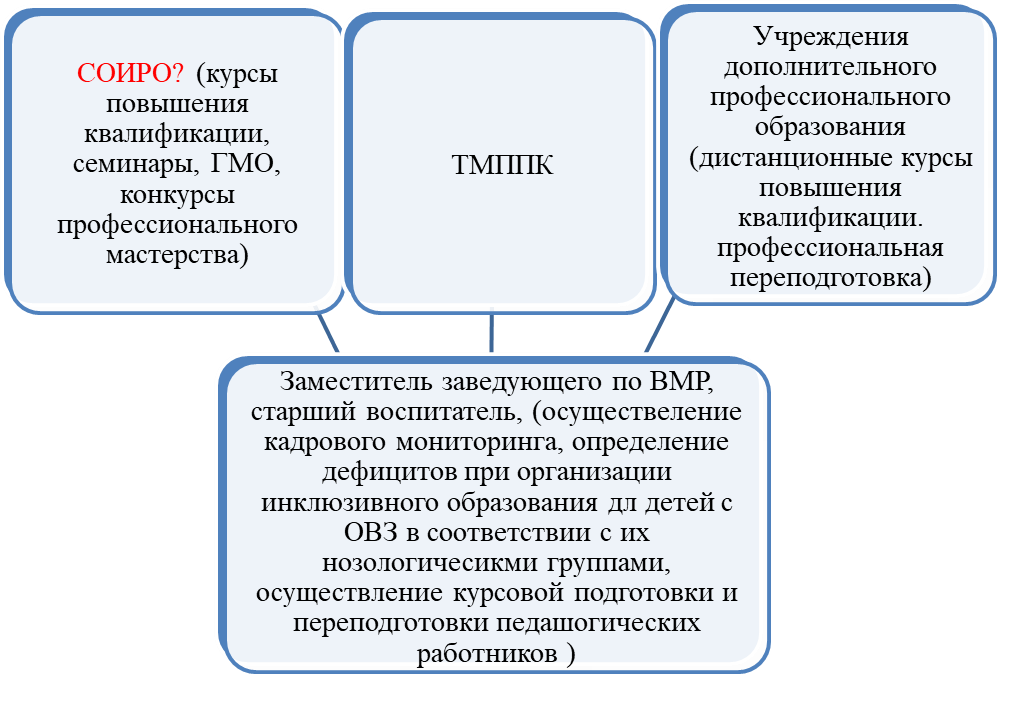 СОИРО? (курсы
повышения
квалификации,
семинары, ГМО,
конкурсы
профессионального
мастерства)
ТМППК
Учреждения
дополнительного
профессионального
образования
(дистанционные курсы
повышения
квалификации.
профессиональная
переподготовка)
Заместитель заведующего по ВМР,
старший воспитатель, (осуществеление
кадрового мониторинга, определение
дефицитов при организации
инклюзивного образования дл детей с
ОВЗ в соответствии с их
нозологичесикми группами,
осуществление курсовой подготовки и
переподготовки педашогических
работников )